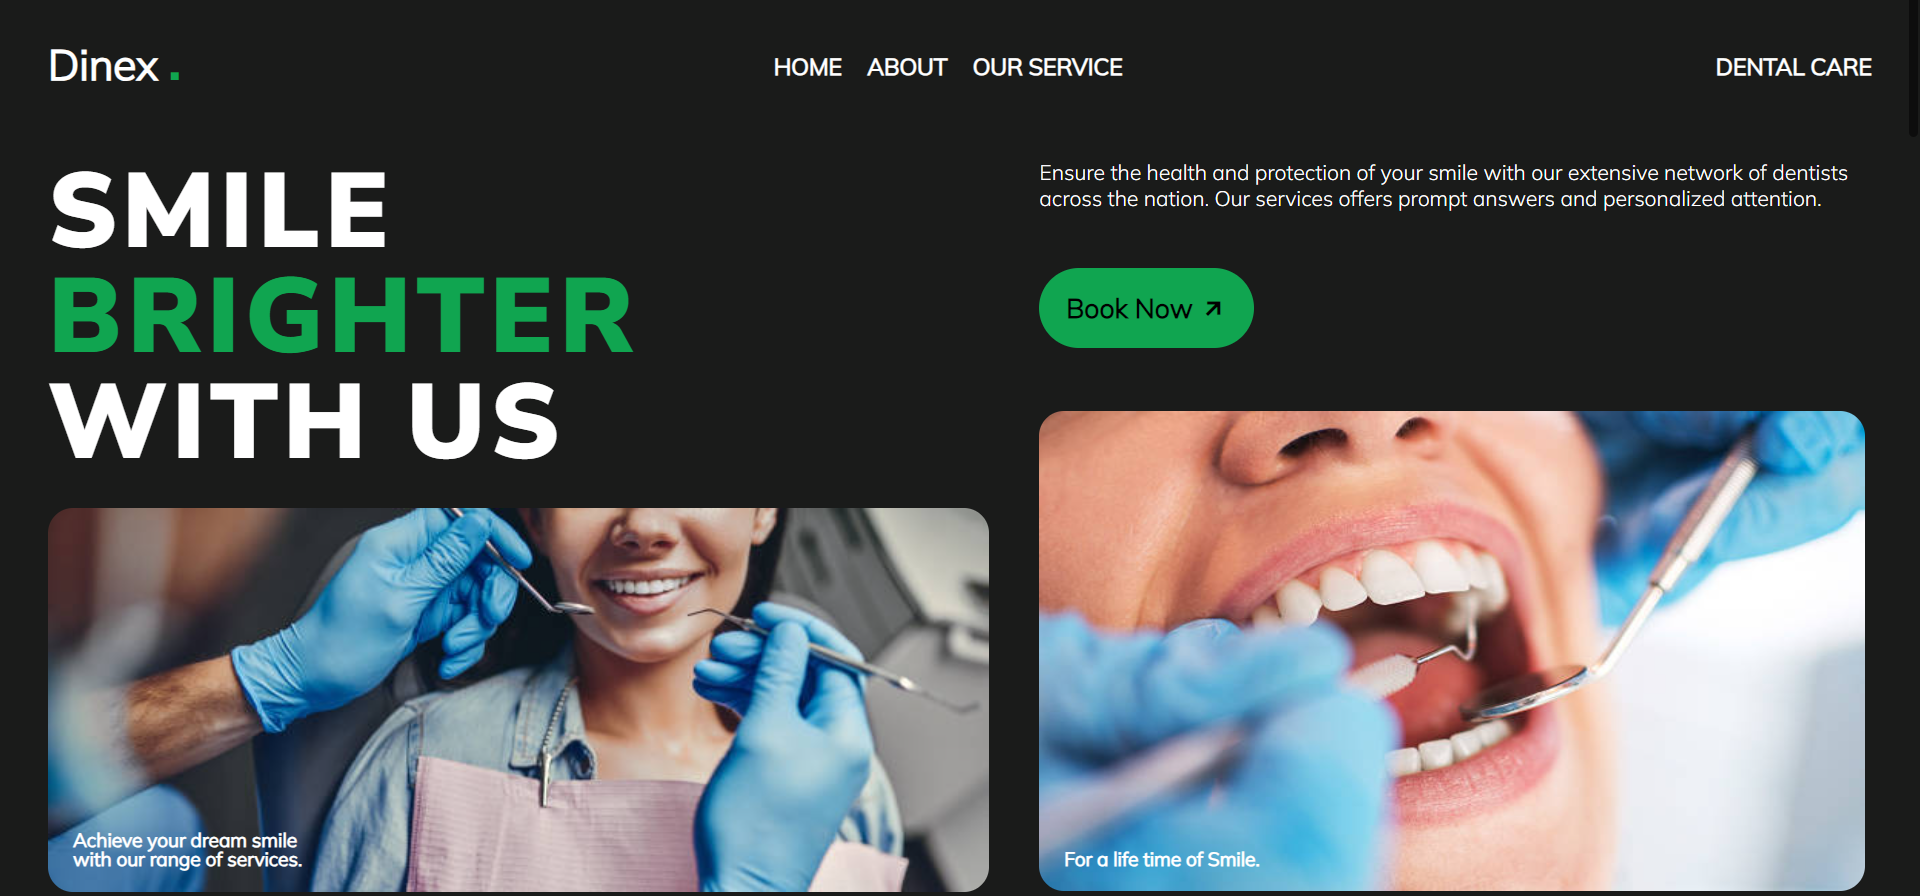 Dinex .
HOME ABOUT OUR SERVICE
DENTAL CARE
SMILE
BRIGHTER
WITH US
Ensure the health and protection of your smile with our extensive network of dentists
across the nation. Our services offers prompt answers and personalized attention.
Book Now
Achieve your dream smile
with our range of services.
For a life time of Smile.